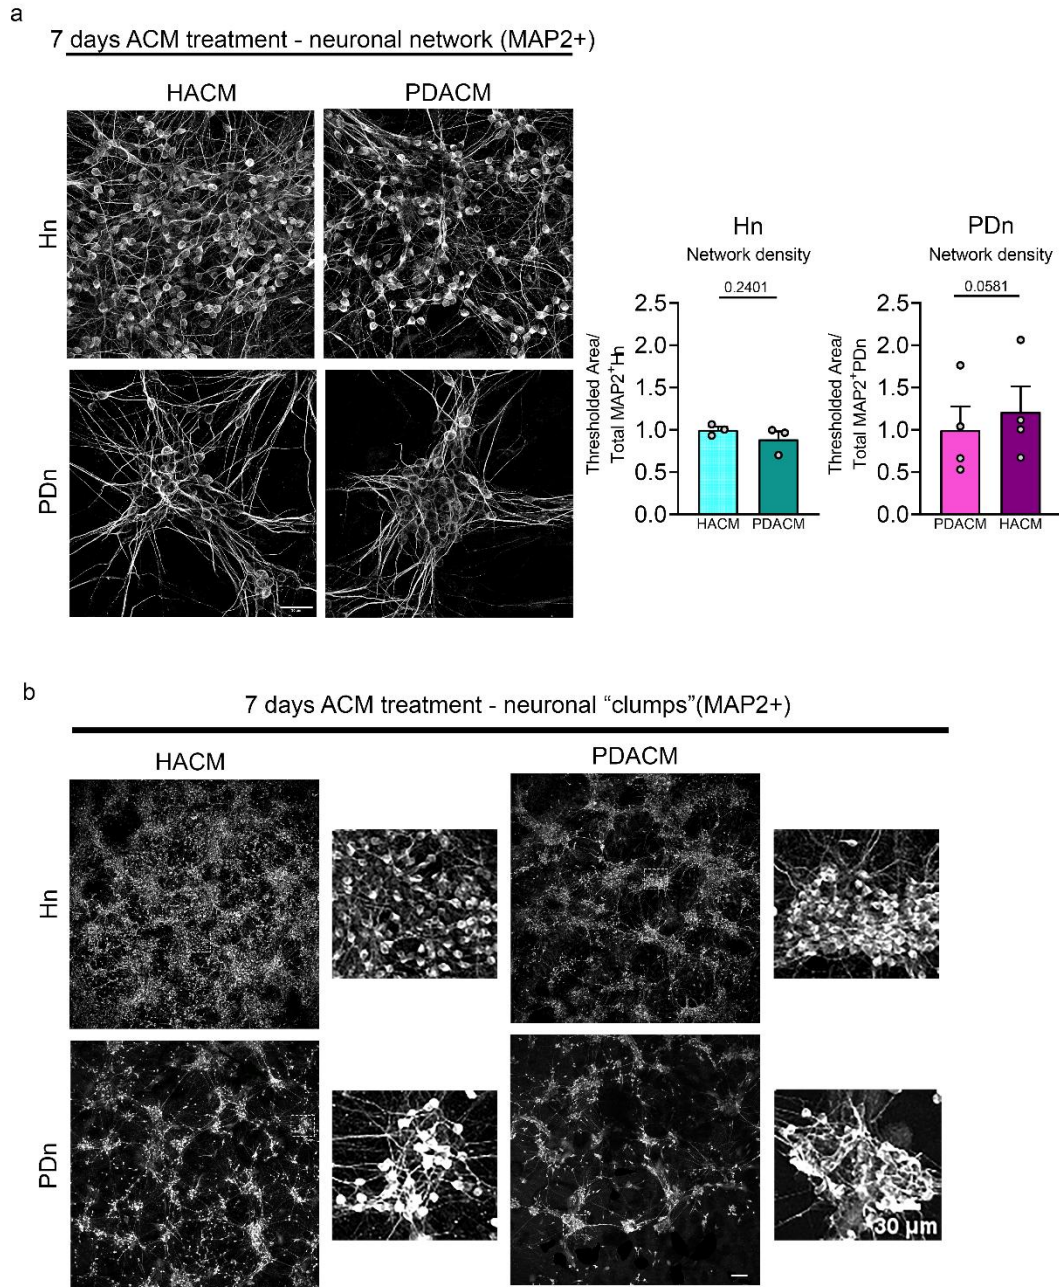 a
7 days ACM treatment - neuronal network (MAP2+)
HACM
PDACM
Hn
PDn
Hn
Network density
0.2401
Thresholded Area/
Total MAP2⁺Hn
2.5
2.0
1.5
1.0
0.5
0.0
HACM
PDACM
PDn
Network density
0.0581
Thresholded Area/
Total MAP2⁺PDn
2.5
2.0
1.5
1.0
0.5
0.0
PDACM
HACM
b
7 days ACM treatment - neuronal “clumps”(MAP2+)
HACM
PDACM
Hn
PDn
30 µm